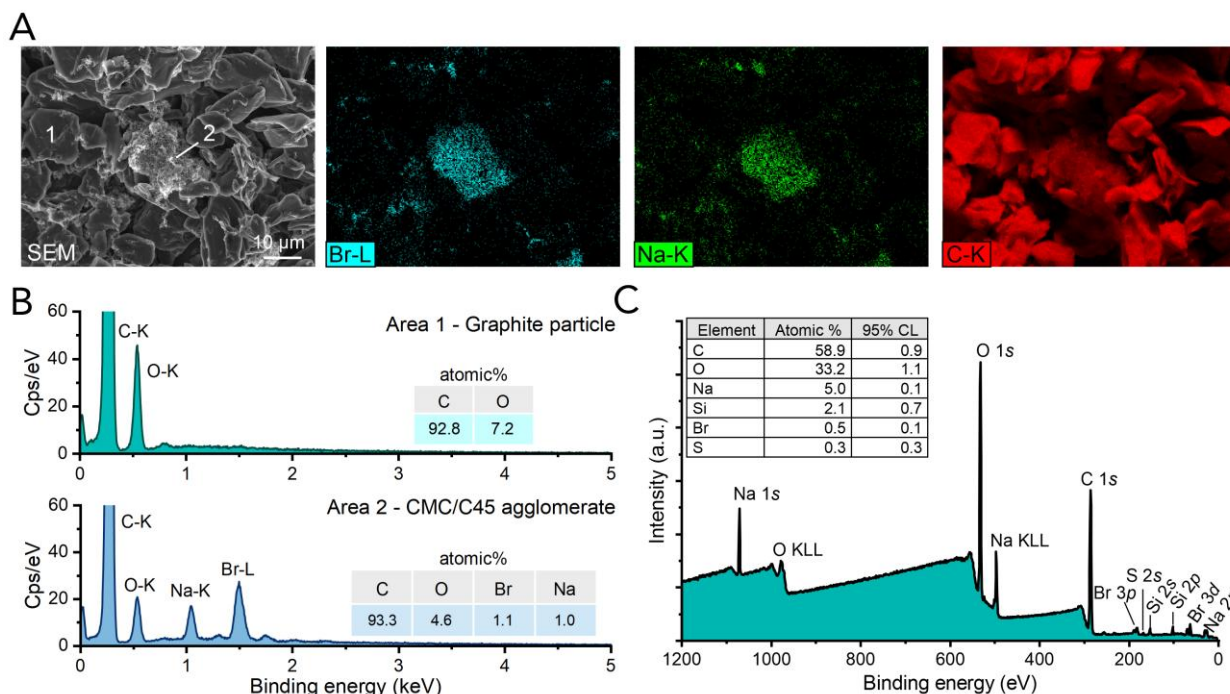 A
1
2
SEM
10 μm
Br-L
Na-K
C-K
B
60
40
20
0
Cps/eV
C-K
O-K
Area 1 - Graphite particle
atomic%
C O
92.8 7.2
0 1 2 3 4 5
60
40
20
0
Cps/eV
C-K
O-K
Na-K
Br-L
Area 2 - CMC/C45 agglomerate
atomic%
C O Br Na
93.3 4.6 1.1 1.0
0 1 2 3 4 5
Binding energy (keV)
C
Element Atomic % 95% CL
C 58.9 0.9
O 33.2 1.1
Na 5.0 0.1
Si 2.1 0.7
Br 0.5 0.1
S 0.3 0.3
Intensity (a.u.)
Na 1s
O KLL
O 1s
Na KLL
C 1s
Br 3p
S 2s
Si 2s
Si 2p
Br 3d
1200 1000 800 600 400 200 0
Binding energy (eV)